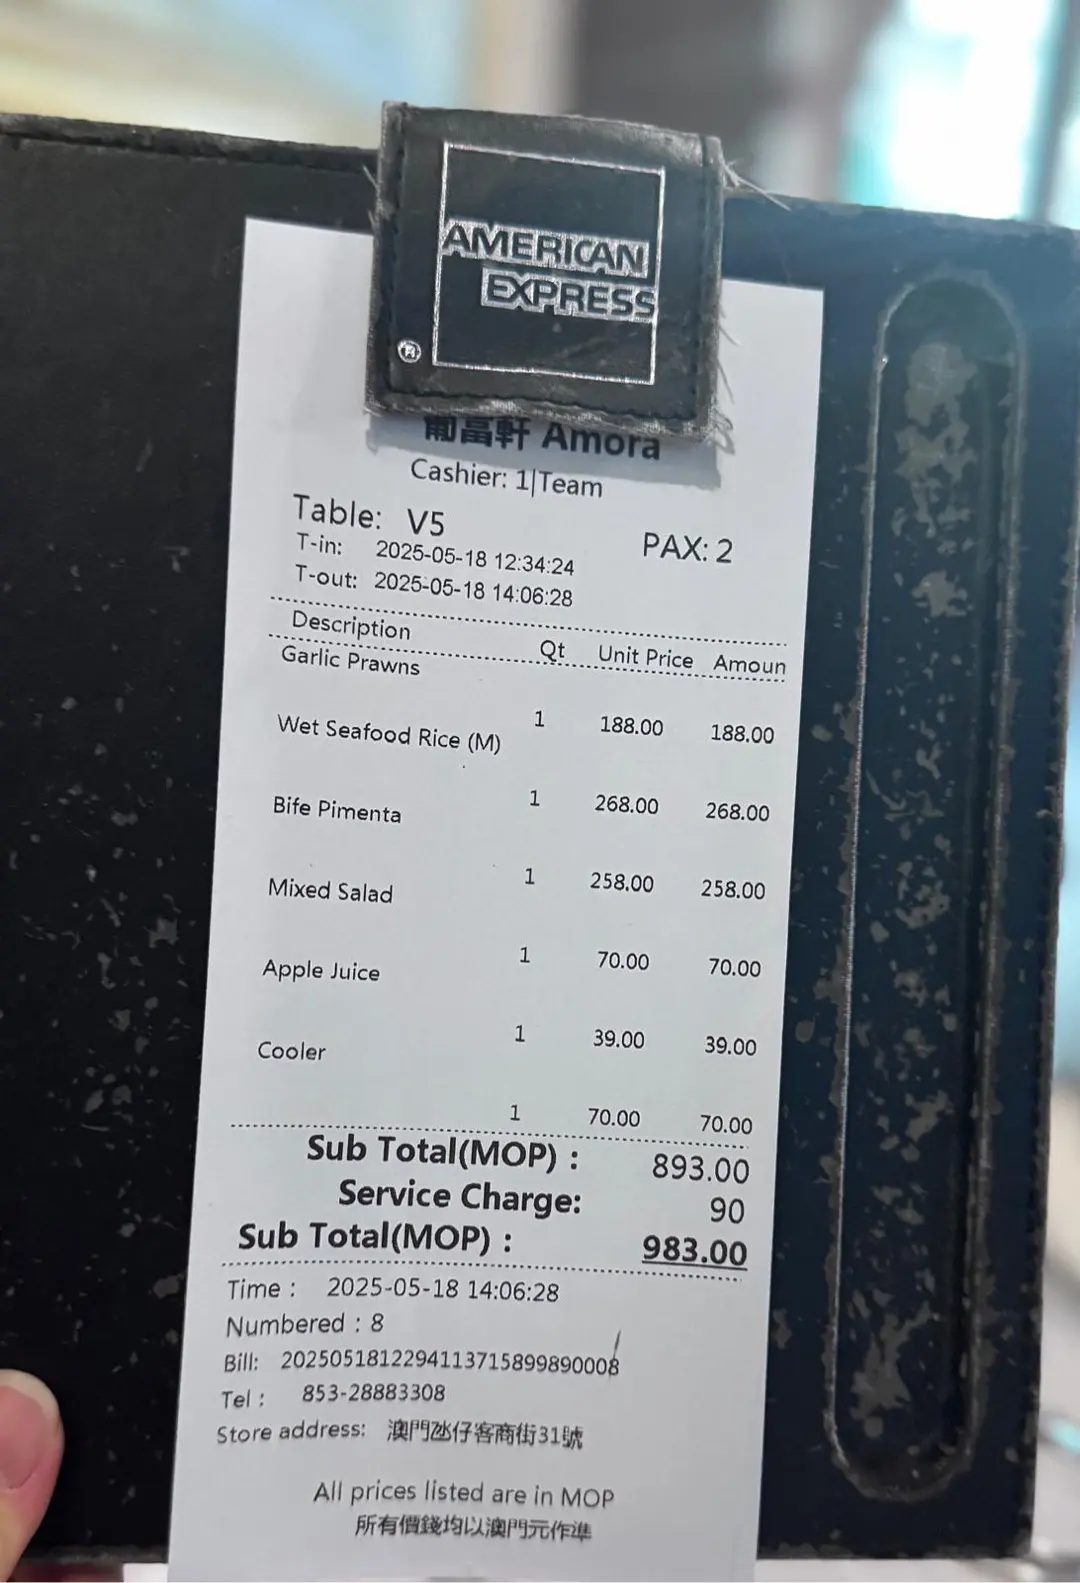 AMERICAN
EXPRESS
®
葡萄軒 Amora
Cashier: 1|Team
Table: V5 PAX: 2
T-in: 2025-05-18 12:34:24
T-out: 2025-05-18 14:06:28
Description Qt Unit Price Amoun
Garlic Prawns
1 188.00 188.00
Wet Seafood Rice (M)
1 268.00 268.00
Bife Pimenta
1 258.00 258.00
Mixed Salad
1 70.00 70.00
Apple Juice
1 39.00 39.00
Cooler
1 70.00 70.00
Sub Total(MOP) : 893.00
Service Charge: 90
Sub Total(MOP) : 983.00
Time : 2025-05-18 14:06:28
Numbered : 8
Bill: 2025051812294113715899890008
Tel : 853-28883308
Store address: 澳門氹仔客商街31號
All prices listed are in MOP
所有價錢均以澳門元作準